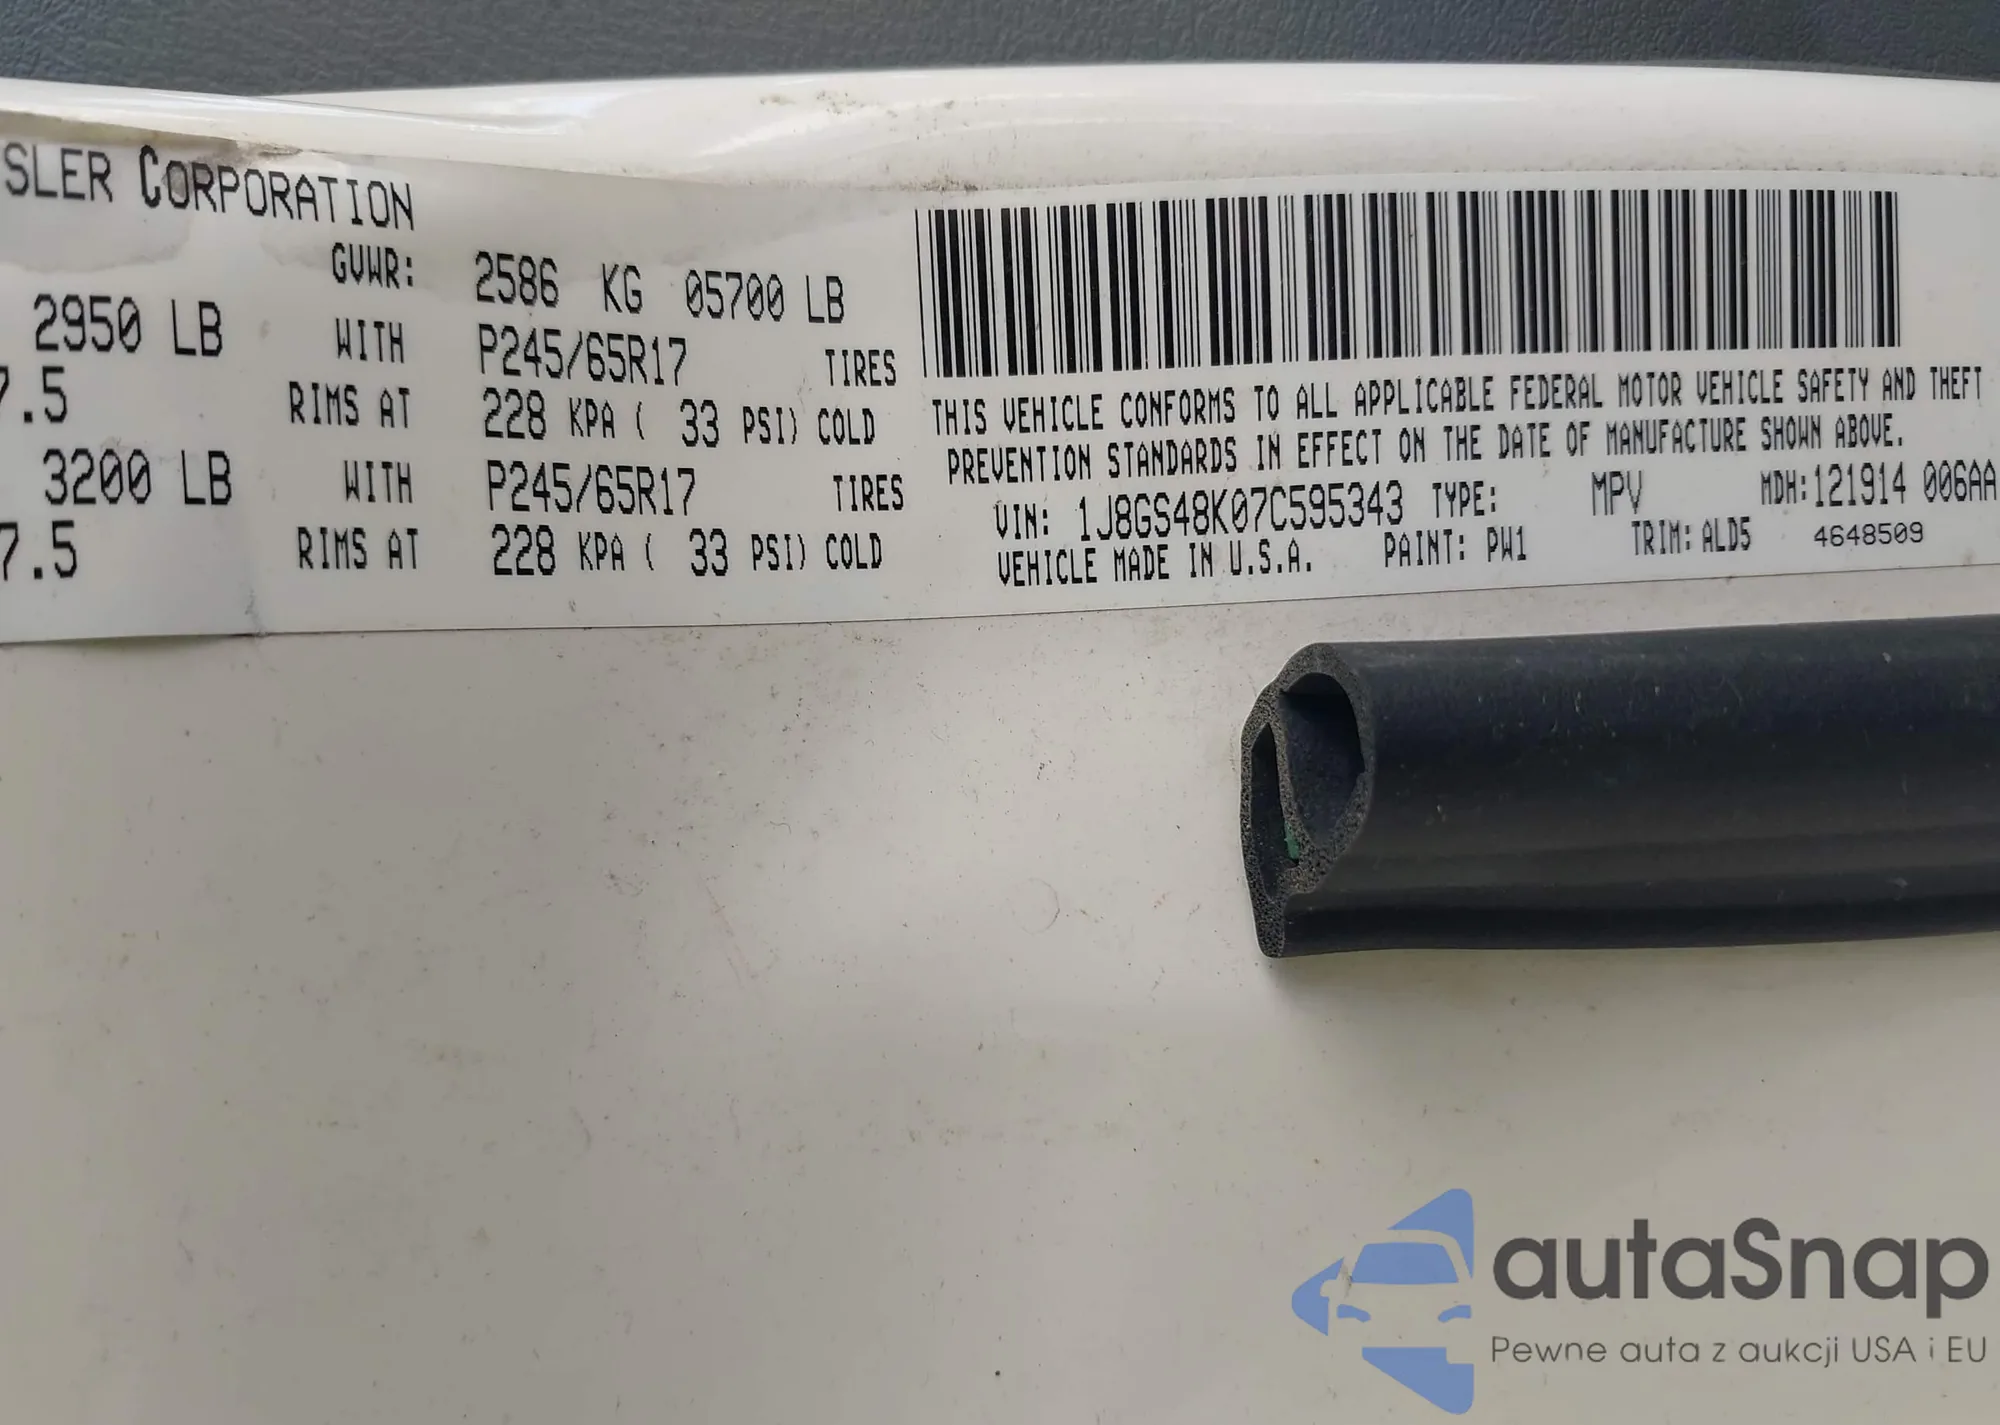 SLER CORPORATION
GVWR: 2586 KG 05700 LB
2950 LB WITH P245/65R17 TIRES
7.5 RIMS AT 228 KPA ( 33 PSI) COLD
3200 LB WITH P245/65R17 TIRES
7.5 RIMS AT 228 KPA ( 33 PSI) COLD
THIS VEHICLE CONFORMS TO ALL APPLICABLE FEDERAL MOTOR VEHICLE SAFETY AND THEFT
PREVENTION STANDARDS IN EFFECT ON THE DATE OF MANUFACTURE SHOWN ABOVE.
VIN: 1J8GS48K07C595343 TYPE: MPV MDH:121914 006AA
VEHICLE MADE IN U.S.A. PAINT: PW1 TRIM: ALD5 4648509
autaSnap
Pewne auta z aukcji USA i EU